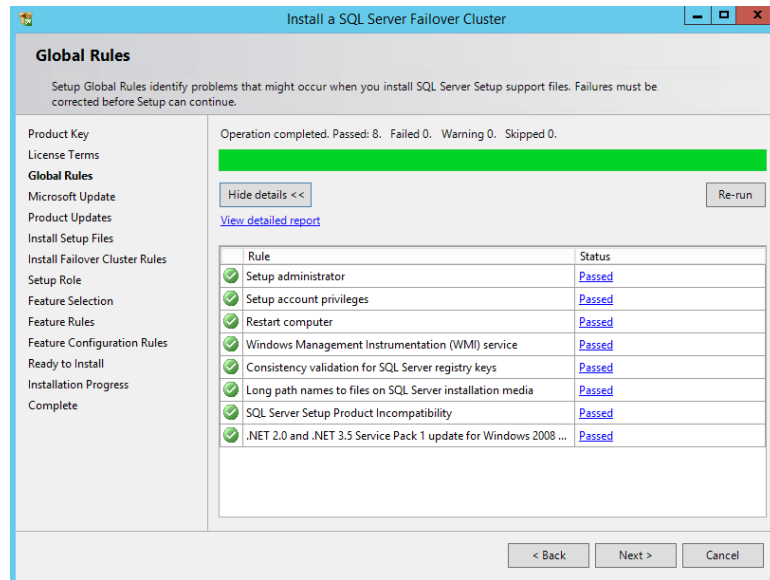 Install a SQL Server Failover Cluster
Global Rules
Setup Global Rules identify problems that might occur when you install SQL Server Setup support files. Failures must be
corrected before Setup can continue.
Product Key
License Terms
Global Rules
Microsoft Update
Product Updates
Install Setup Files
Install Failover Cluster Rules
Setup Role
Feature Selection
Feature Rules
Feature Configuration Rules
Ready to Install
Installation Progress
Complete
Operation completed. Passed: 8. Failed 0. Warning 0. Skipped 0.
Hide details <<
Re-run
View detailed report
Rule Status
Setup administrator Passed
Setup account privileges Passed
Restart computer Passed
Windows Management Instrumentation (WMI) service Passed
Consistency validation for SQL Server registry keys Passed
Long path names to files on SQL Server installation media Passed
SQL Server Setup Product Incompatibility Passed
.NET 2.0 and .NET 3.5 Service Pack 1 update for Windows 2008 ... Passed
< Back Next > Cancel